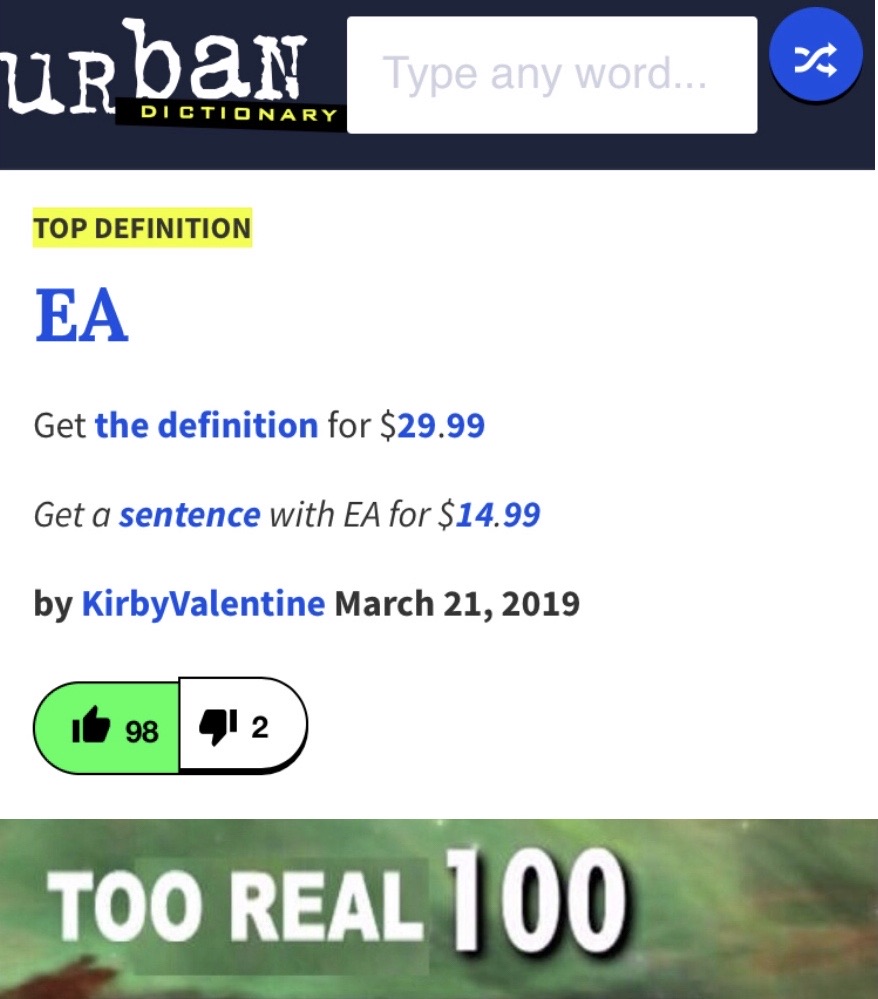 urban
DICTIONARY
Type any word...
TOP DEFINITION
EA
Get the definition for $29.99
Get a sentence with EA for $14.99
by KirbyValentine March 21, 2019
98 2
TOO REAL 100